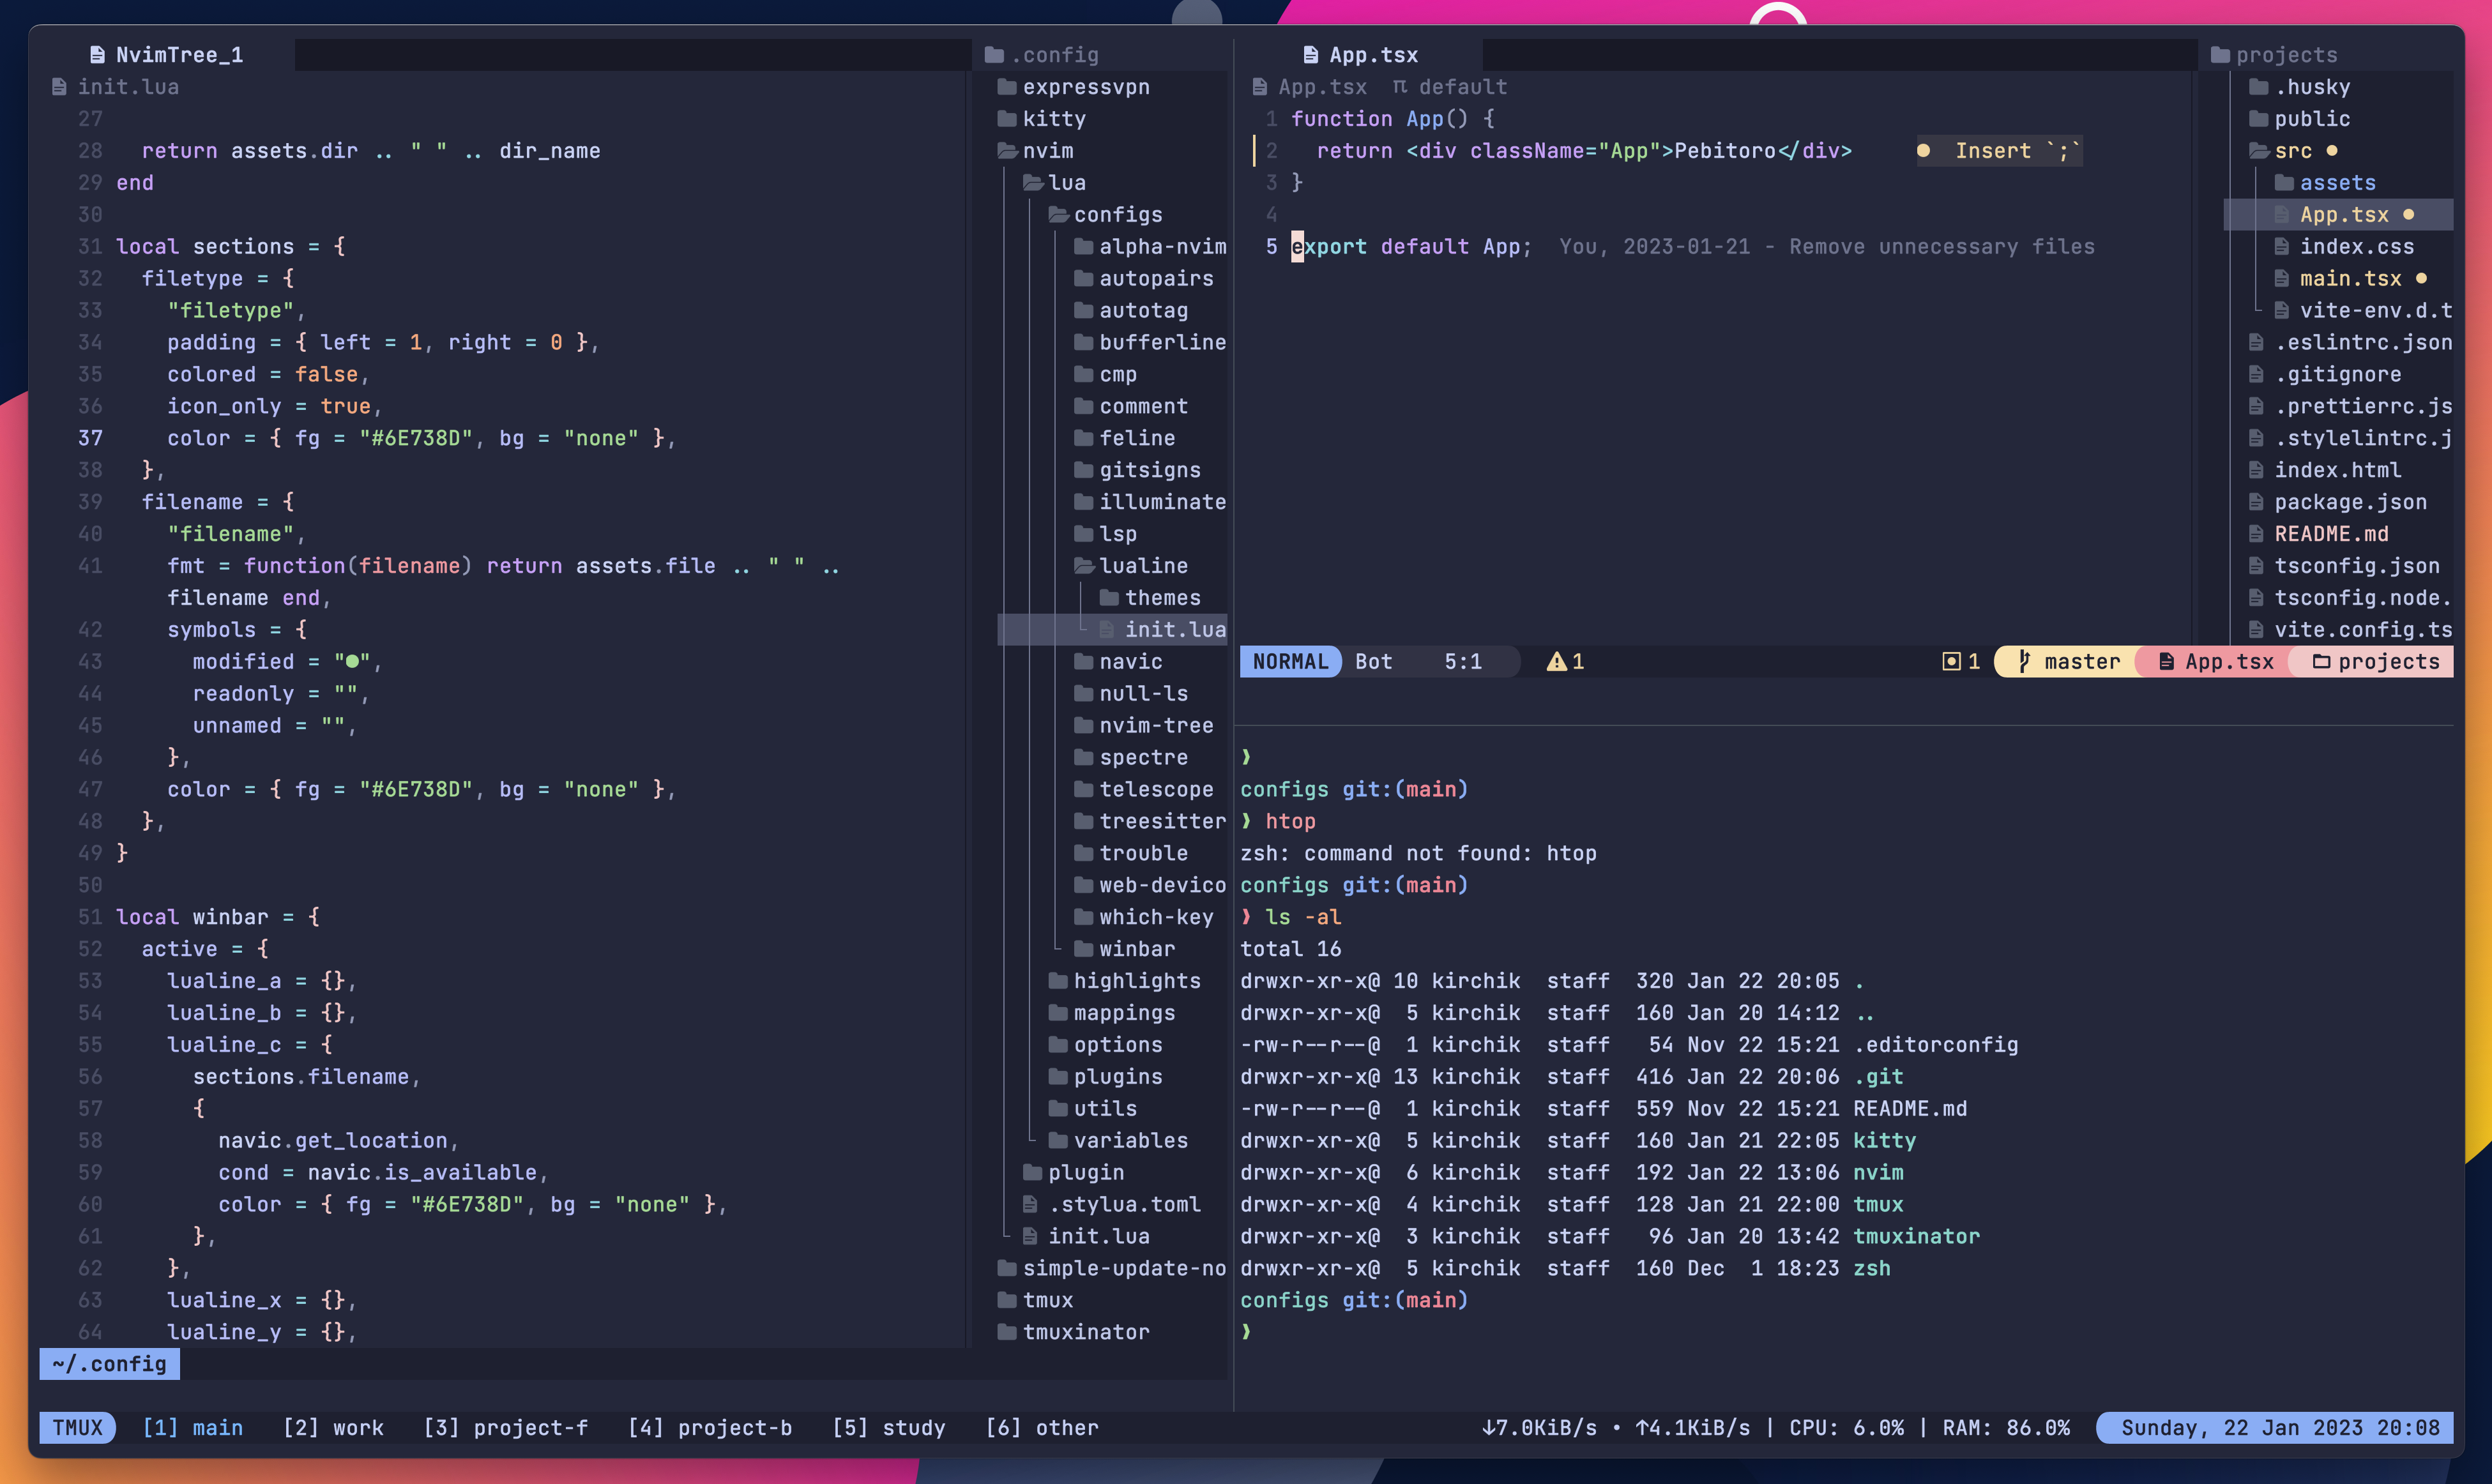 NvimTree_1
init.lua
27
28 return assets.dir .. " " .. dir_name
29 end
30
31 local sections = {
32 filetype = {
33 "filetype",
34 padding = { left = 1, right = 0 },
35 colored = false,
36 icon_only = true,
37 color = { fg = "#6E738D", bg = "none" },
38 },
39 filename = {
40 "filename",
41 fmt = function(filename) return assets.file .. " " ..
filename end,
42 symbols = {
43 modified = "●",
44 readonly = "",
45 unnamed = "",
46 },
47 color = { fg = "#6E738D", bg = "none" },
48 },
49 }
50
51 local winbar = {
52 active = {
53 lualine_a = {},
54 lualine_b = {},
55 lualine_c = {
56 sections.filename,
57 {
58 navic.get_location,
59 cond = navic.is_available,
60 color = { fg = "#6E738D", bg = "none" },
61 },
62 },
63 lualine_x = {},
64 lualine_y = {},
~/.config
.config
expressvpn
kitty
nvim
lua
configs
alpha-nvim
autopairs
autotag
bufferline
cmp
comment
feline
gitsigns
illuminate
lsp
lualine
themes
init.lua
navic
null-ls
nvim-tree
spectre
telescope
treesitter
trouble
web-devico
which-key
winbar
highlights
mappings
options
plugins
utils
variables
plugin
.stylua.toml
init.lua
simple-update-no
tmux
tmuxinator
App.tsx
App.tsx π default
1 function App() {
2 return <div className="App">Pebitoro</div> ● Insert `;`
3 }
4
5 export default App; You, 2023-01-21 - Remove unnecessary files
projects
.husky
public
src ●
assets
App.tsx ●
index.css
main.tsx ●
vite-env.d.t
.eslintrc.json
.gitignore
.prettierrc.js
.stylelintrc.j
index.html
package.json
README.md
tsconfig.json
tsconfig.node.
vite.config.ts
NORMAL Bot 5:1 1 1 master App.tsx projects
❯
configs git:(main)
❯ htop
zsh: command not found: htop
configs git:(main)
❯ ls -al
total 16
drwxr-xr-x@ 10 kirchik staff 320 Jan 22 20:05 .
drwxr-xr-x@ 5 kirchik staff 160 Jan 20 14:12 ..
-rw-r--r--@ 1 kirchik staff 54 Nov 22 15:21 .editorconfig
drwxr-xr-x@ 13 kirchik staff 416 Jan 22 20:06 .git
-rw-r--r--@ 1 kirchik staff 559 Nov 22 15:21 README.md
drwxr-xr-x@ 5 kirchik staff 160 Jan 21 22:05 kitty
drwxr-xr-x@ 6 kirchik staff 192 Jan 22 13:06 nvim
drwxr-xr-x@ 4 kirchik staff 128 Jan 21 22:00 tmux
drwxr-xr-x@ 3 kirchik staff 96 Jan 20 13:42 tmuxinator
drwxr-xr-x@ 5 kirchik staff 160 Dec 1 18:23 zsh
configs git:(main)
❯
TMUX [1] main [2] work [3] project-f [4] project-b [5] study [6] other ↓7.0KiB/s • ↑4.1KiB/s | CPU: 6.0% | RAM: 86.0% Sunday, 22 Jan 2023 20:08